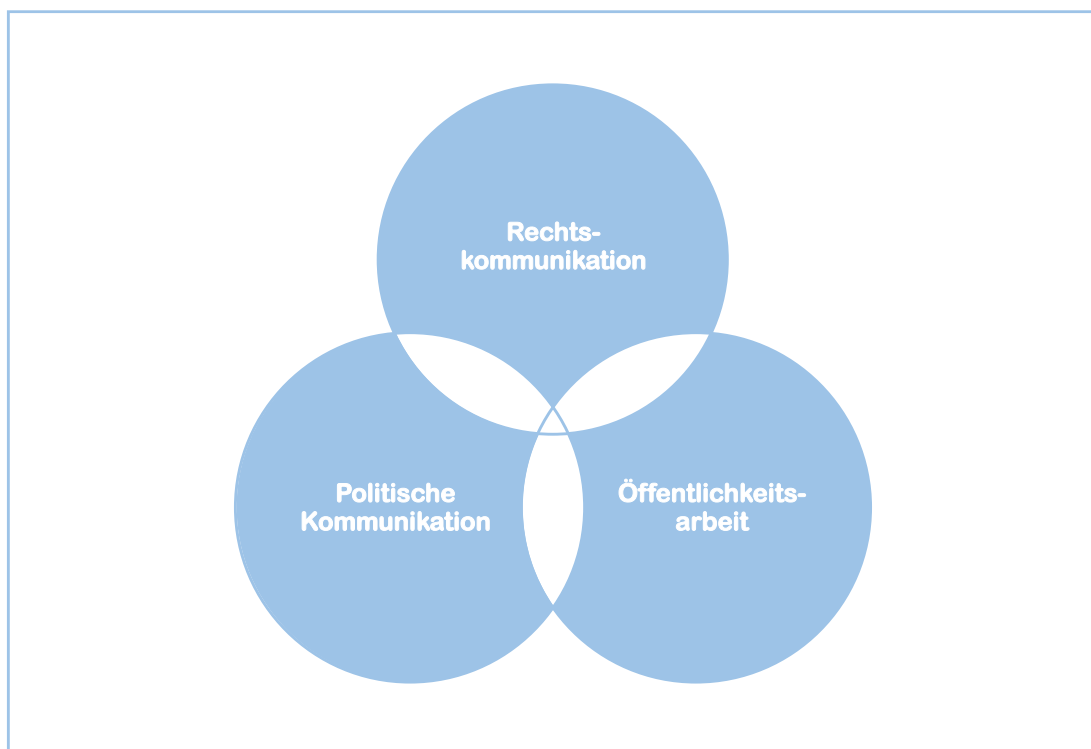 Rechts-
kommunikation
Politische
Kommunikation
Öffentlichkeits-
arbeit